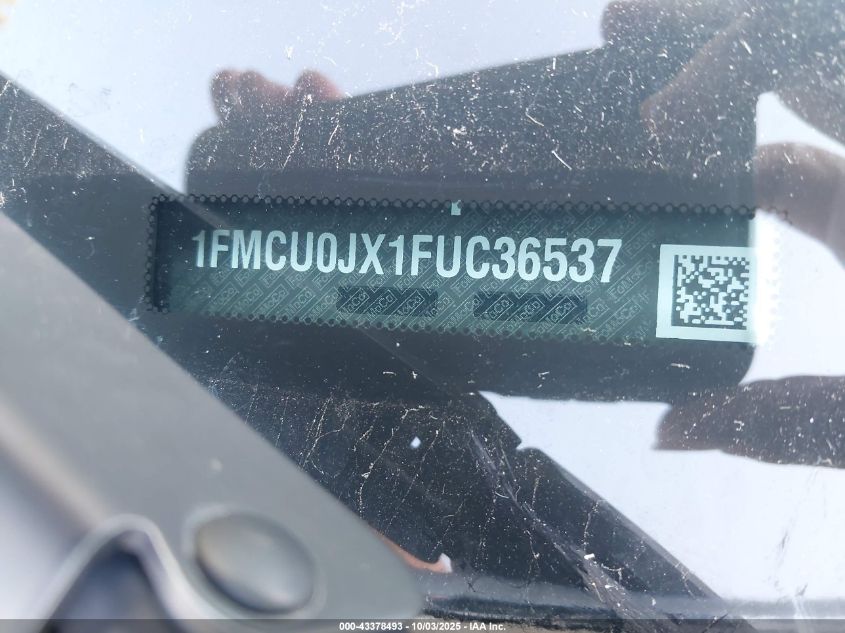 1FMCU0JX1FUC36537
000-43378493 - 10/03/2025 - IAA Inc.